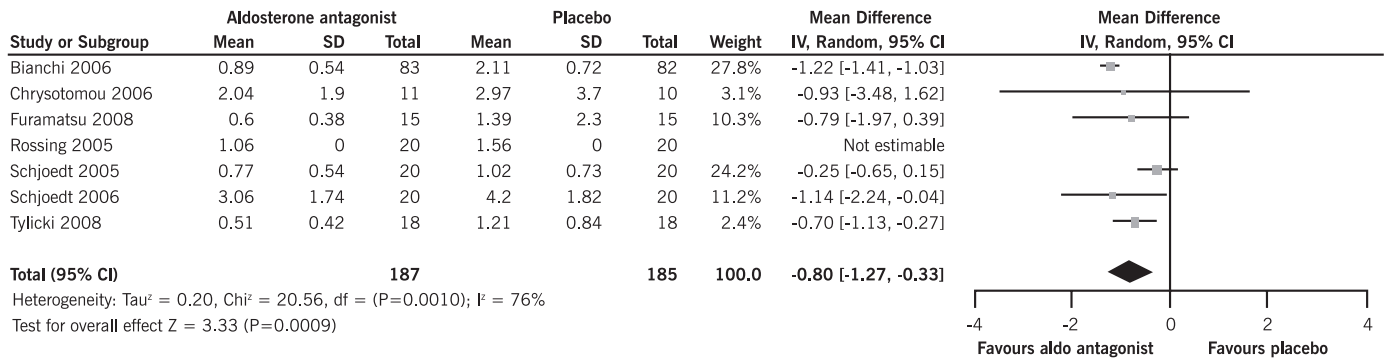 Aldosterone antagonist Placebo Mean Difference Mean Difference
Study or Subgroup Mean SD Total Mean SD Total Weight IV, Random, 95% CI IV, Random, 95% CI
Bianchi 2006 0.89 0.54 83 2.11 0.72 82 27.8% -1.22 [-1.41, -1.03]
Chrysotomou 2006 2.04 1.9 11 2.97 3.7 10 3.1% -0.93 [-3.48, 1.62]
Furamatsu 2008 0.6 0.38 15 1.39 2.3 15 10.3% -0.79 [-1.97, 0.39]
Rossing 2005 1.06 0 20 1.56 0 20 Not estimable
Schjoedt 2005 0.77 0.54 20 1.02 0.73 20 24.2% -0.25 [-0.65, 0.15]
Schjoedt 2006 3.06 1.74 20 4.2 1.82 20 11.2% -1.14 [-2.24, -0.04]
Tylicki 2008 0.51 0.42 18 1.21 0.84 18 2.4% -0.70 [-1.13, -0.27]
Total (95% CI) 187 185 100.0 -0.80 [-1.27, -0.33]
Heterogeneity: Tauᶻ = 0.20, Chiᶻ = 20.56, df = (P=0.0010); Iᶻ = 76%
Test for overall effect Z = 3.33 (P=0.0009)
-4 -2 0 2 4
Favours aldo antagonist Favours placebo